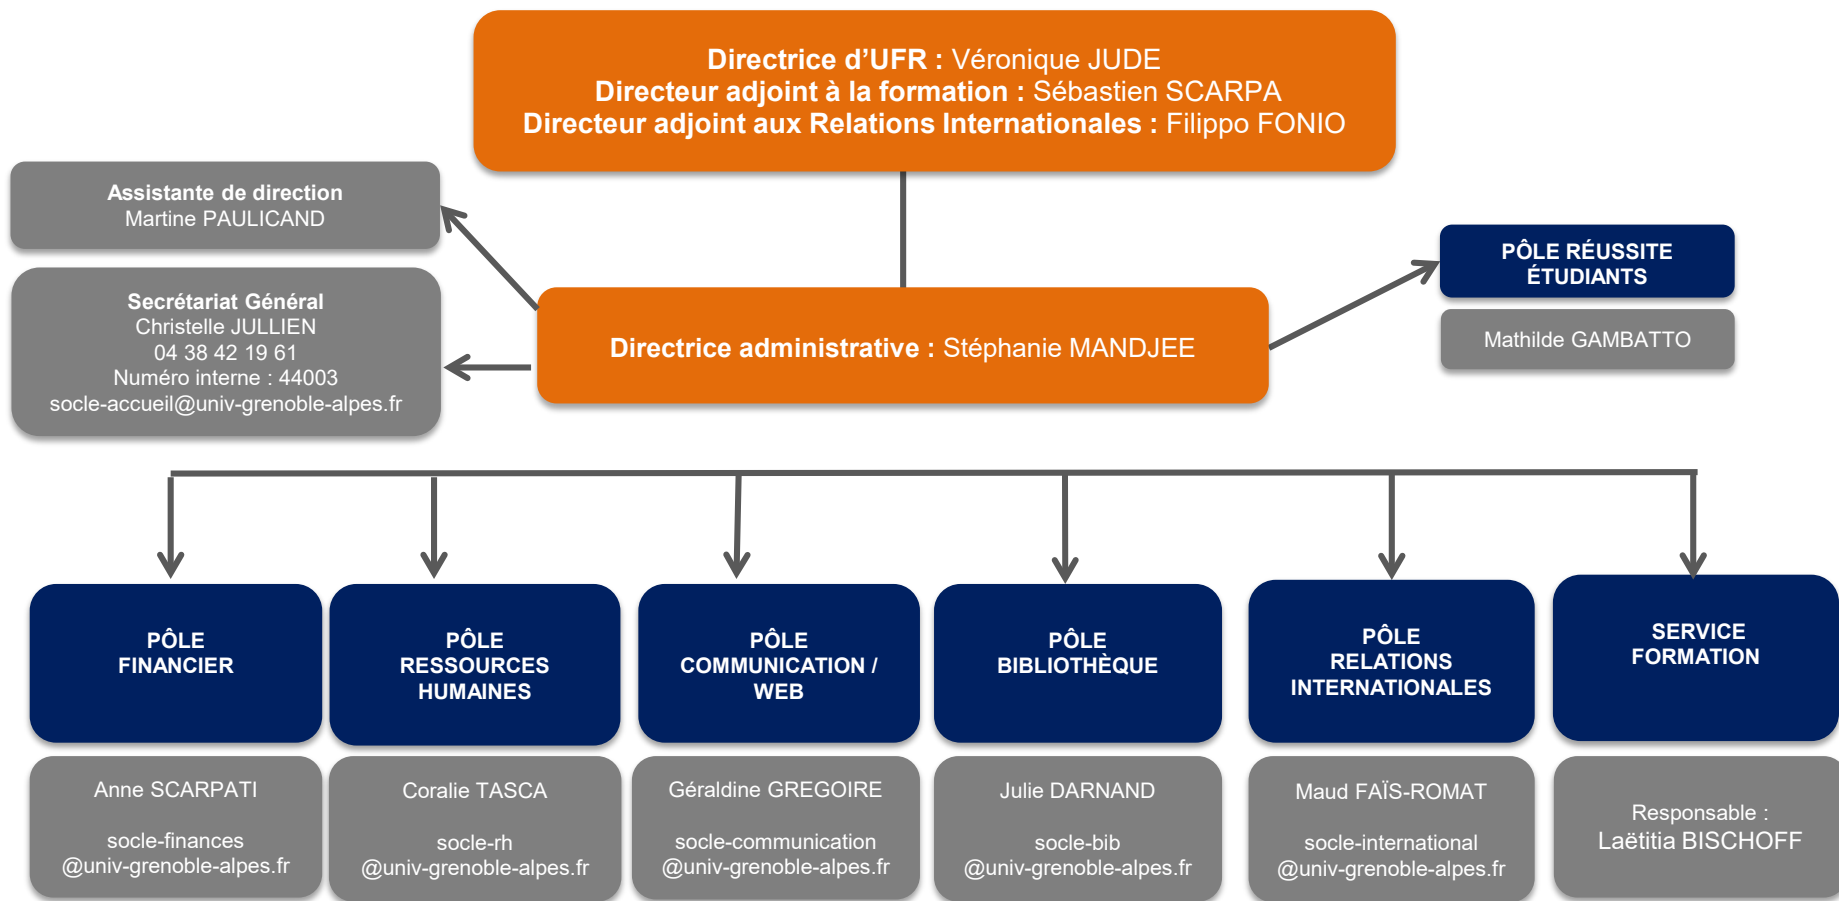 Directrice d’UFR : Véronique JUDE
Directeur adjoint à la formation : Sébastien SCARPA
Directeur adjoint aux Relations Internationales : Filippo FONIO
Assistante de direction
Martine PAULICAND
Secrétariat Général
Christelle JULLIEN
04 38 42 19 61
Numéro interne : 44003
socle-accueil@univ-grenoble-alpes.fr
Directrice administrative : Stéphanie MANDJEE
PÔLE RÉUSSITE
ÉTUDIANTS
Mathilde GAMBATTO
PÔLE
FINANCIER
Anne SCARPATI
socle-finances
@univ-grenoble-alpes.fr
PÔLE
RESSOURCES
HUMAINES
Coralie TASCA
socle-rh
@univ-grenoble-alpes.fr
PÔLE
COMMUNICATION /
WEB
Géraldine GREGOIRE
socle-communication
@univ-grenoble-alpes.fr
PÔLE
BIBLIOTHÈQUE
Julie DARNAND
socle-bib
@univ-grenoble-alpes.fr
PÔLE
RELATIONS
INTERNATIONALES
Maud FAÏS-ROMAT
socle-international
@univ-grenoble-alpes.fr
SERVICE
FORMATION
Responsable :
Laëtitia BISCHOFF